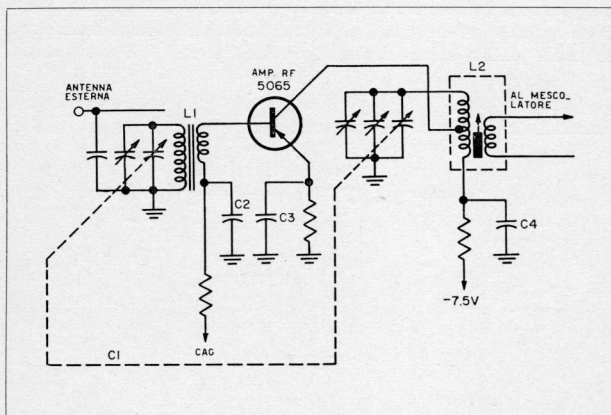 ANTENNA
ESTERNA
L1
AMP. RF
5065
L2
AL MESCO_
LATORE
C2
C3
C4
-7.5V
CAG
C1